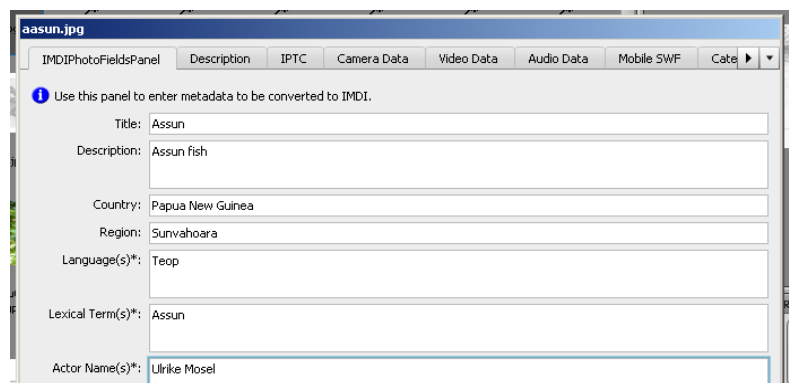 aasun.jpg
IMDIPhotoFieldsPanel Description IPTC Camera Data Video Data Audio Data Mobile SWF Cate
Use this panel to enter metadata to be converted to IMDI.
Title: Assun
Description: Assun fish
Country: Papua New Guinea
Region: Sunvahoara
Language(s)*: Teop
Lexical Term(s)*: Assun
Actor Name(s)*: Ulrike Mosel